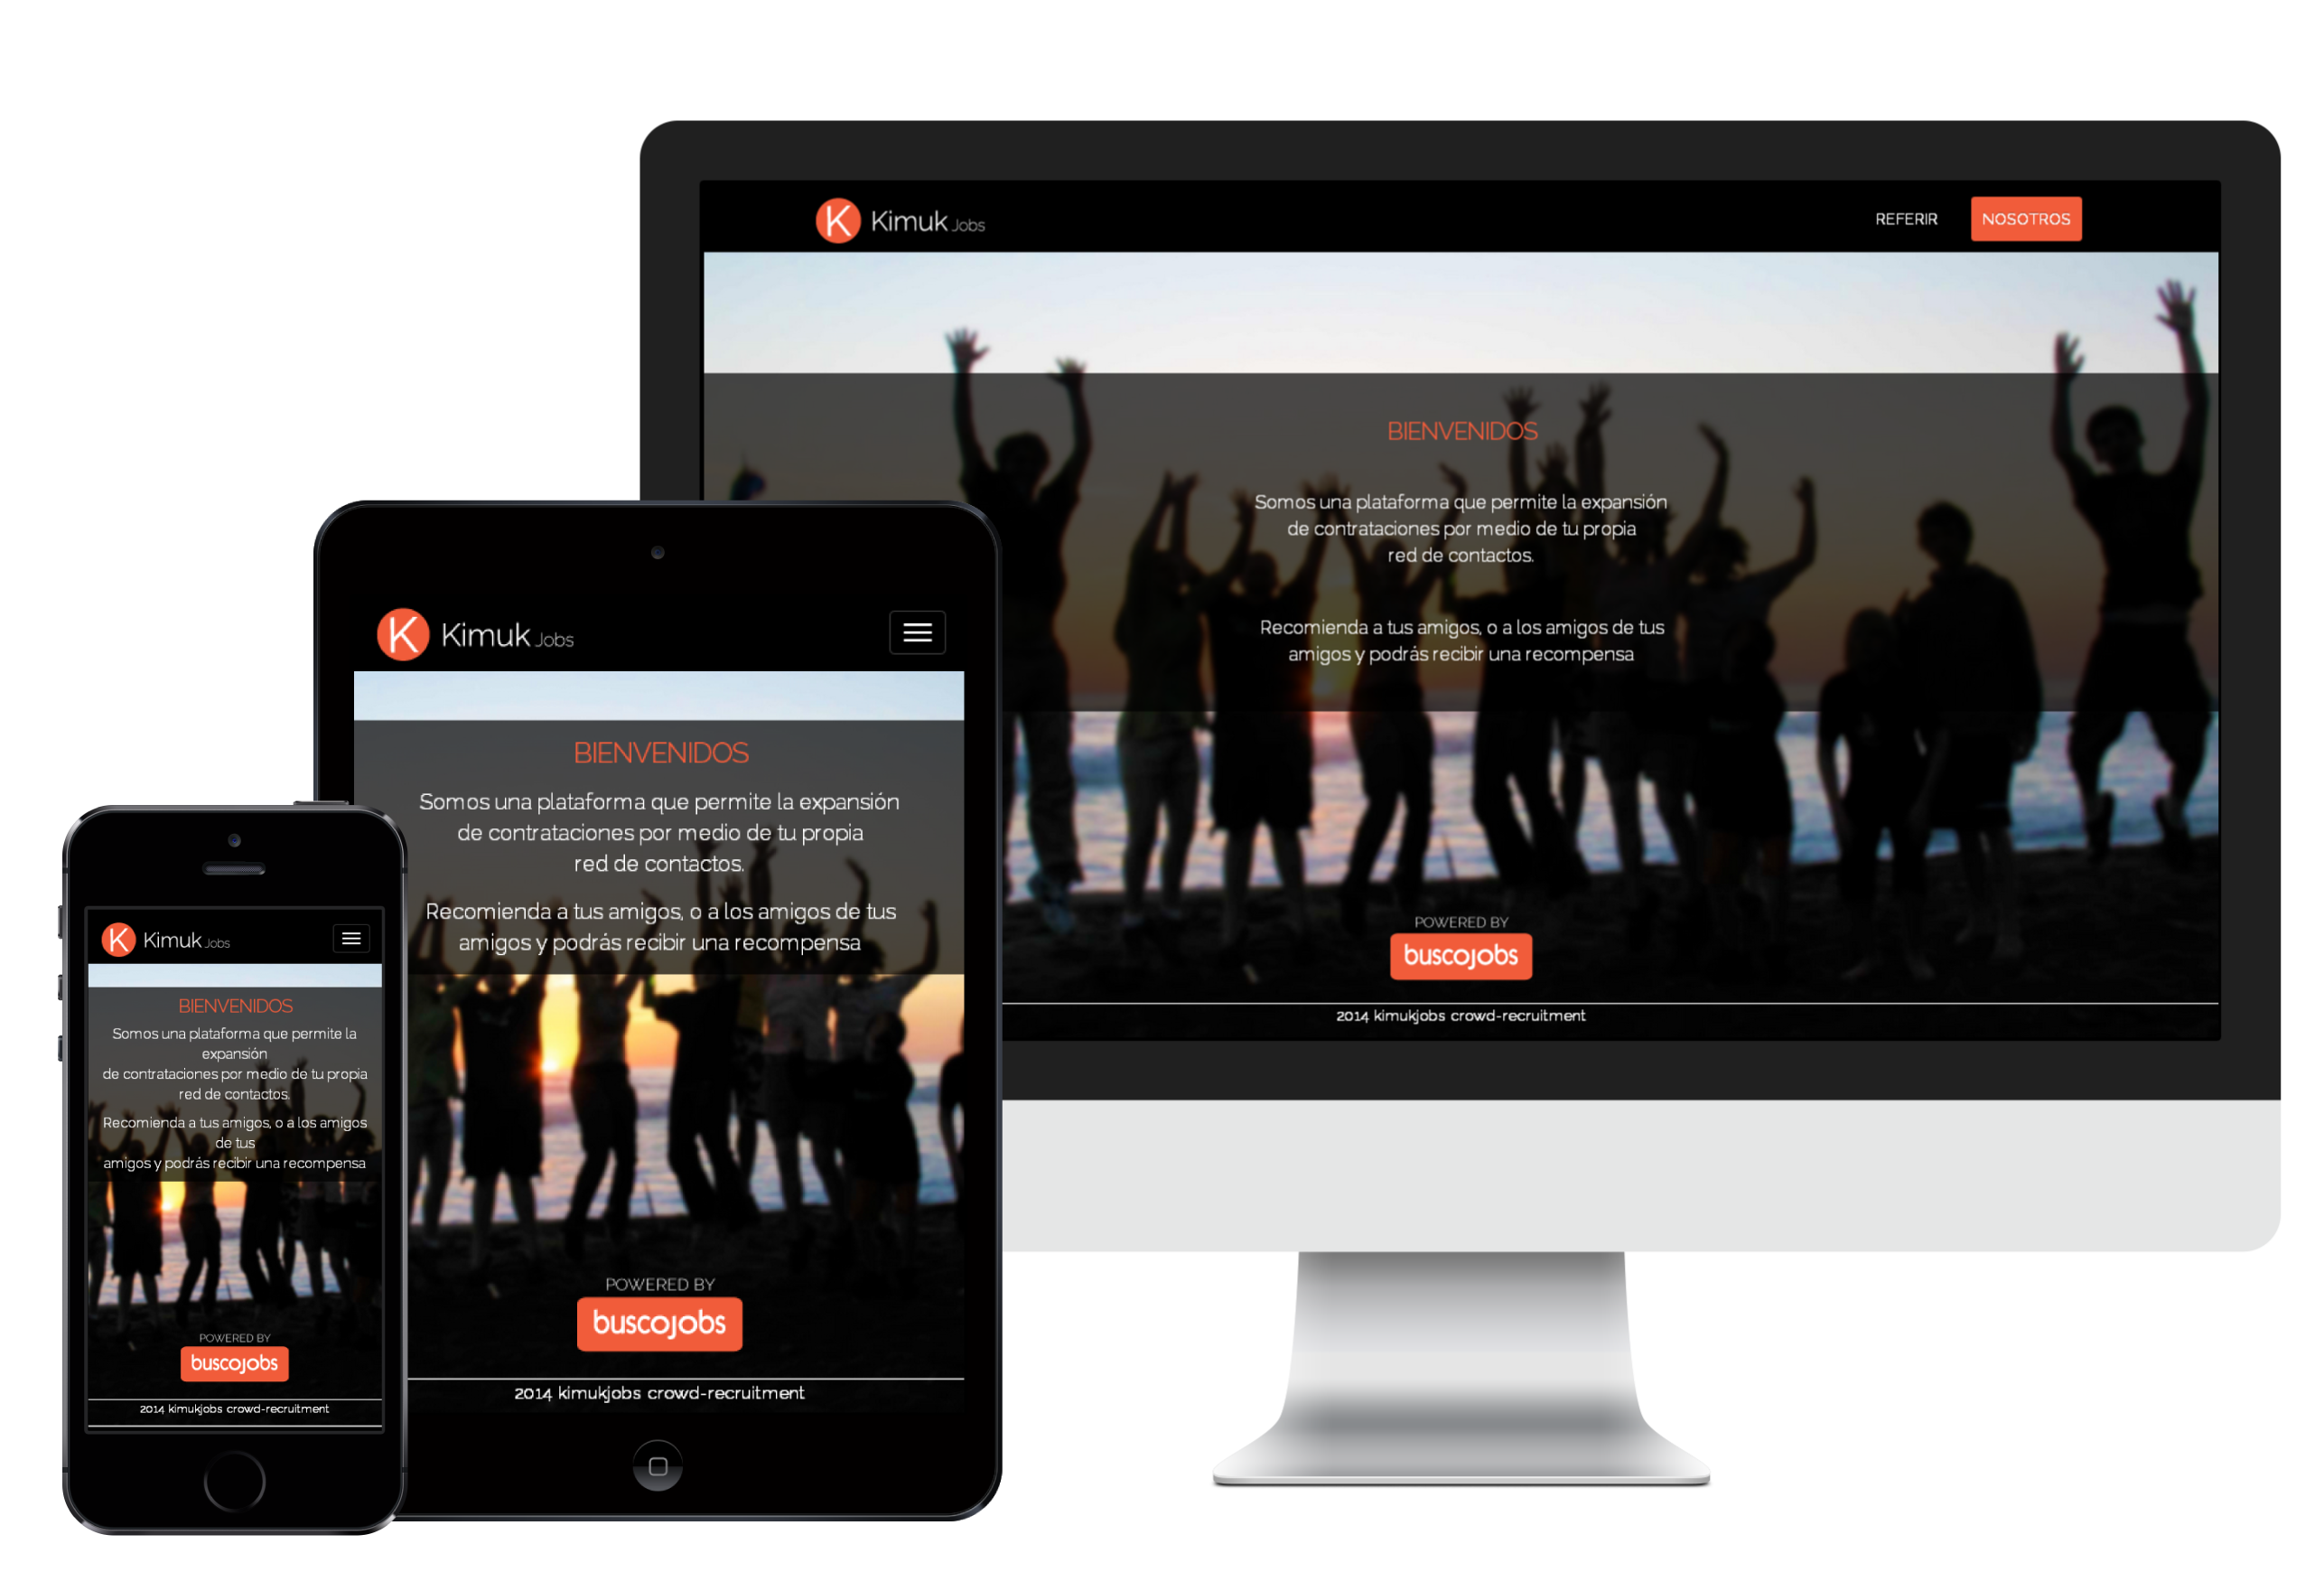 K Kimuk Jobs
REFERIR
NOSOTROS
BIENVENIDOS
Somos una plataforma que permite la expansión
de contrataciones por medio de tu propia
red de contactos.
Recomienda a tus amigos, o a los amigos de tus
amigos y podrás recibir una recompensa
POWERED BY
buscojobs
2014 kimukjobs crowd-recruitment
K Kimuk Jobs
BIENVENIDOS
Somos una plataforma que permite la expansión
de contrataciones por medio de tu propia
red de contactos.
Recomienda a tus amigos, o a los amigos de tus
amigos y podrás recibir una recompensa
POWERED BY
buscojobs
2014 kimukjobs crowd-recruitment
K Kimuk Jobs
BIENVENIDOS
Somos una plataforma que permite la
expansión
de contrataciones por medio de tu propia
red de contactos.
Recomienda a tus amigos, o a los amigos
de tus
amigos y podrás recibir una recompensa
POWERED BY
buscojobs
2014 kimukjobs crowd-recruitment